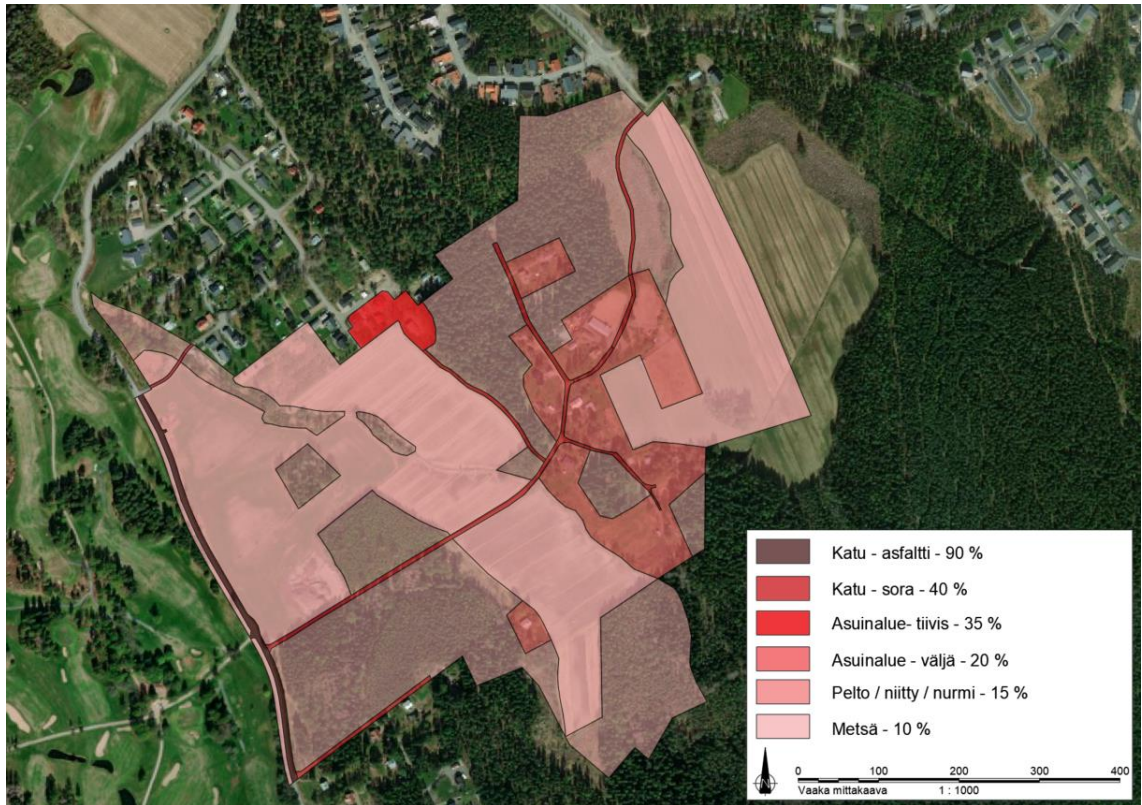 Katu - asfaltti - 90 %
Katu - sora - 40 %
Asuinalue- tiivis - 35 %
Asuinalue - väljä - 20 %
Pelto / niitty / nurmi - 15 %
Metsä - 10 %
N
0 100 200 300 400
Vaaka mittakaava 1 : 1000